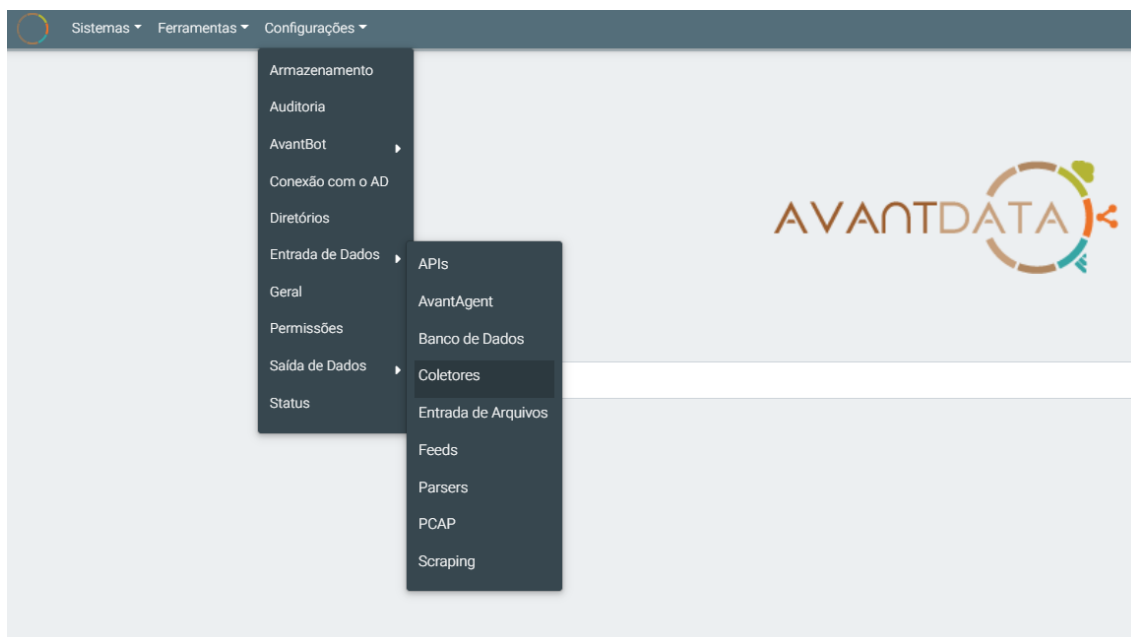 Sistemas Ferramentas Configurações
Armazenamento
Auditoria
AvantBot
Conexão com o AD
Diretórios
Entrada de Dados
Geral
Permissões
Saída de Dados
Status
APIs
AvantAgent
Banco de Dados
Coletores
Entrada de Arquivos
Feeds
Parsers
PCAP
Scraping
AVANTDATA